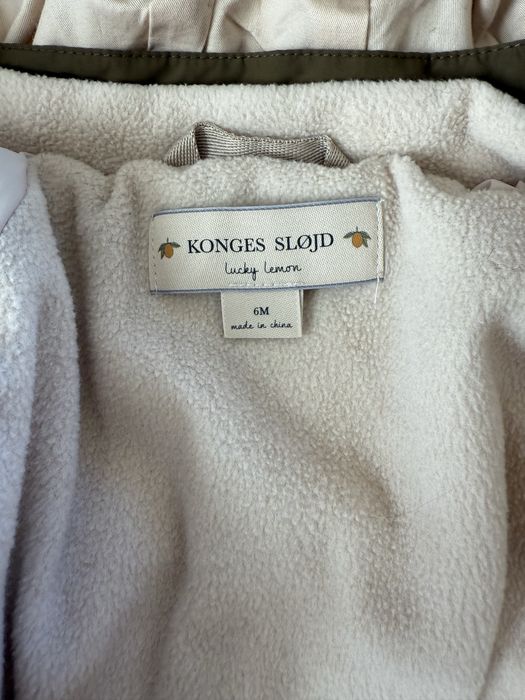 KONGES SLØJD
lucky lemon
6M
made in china